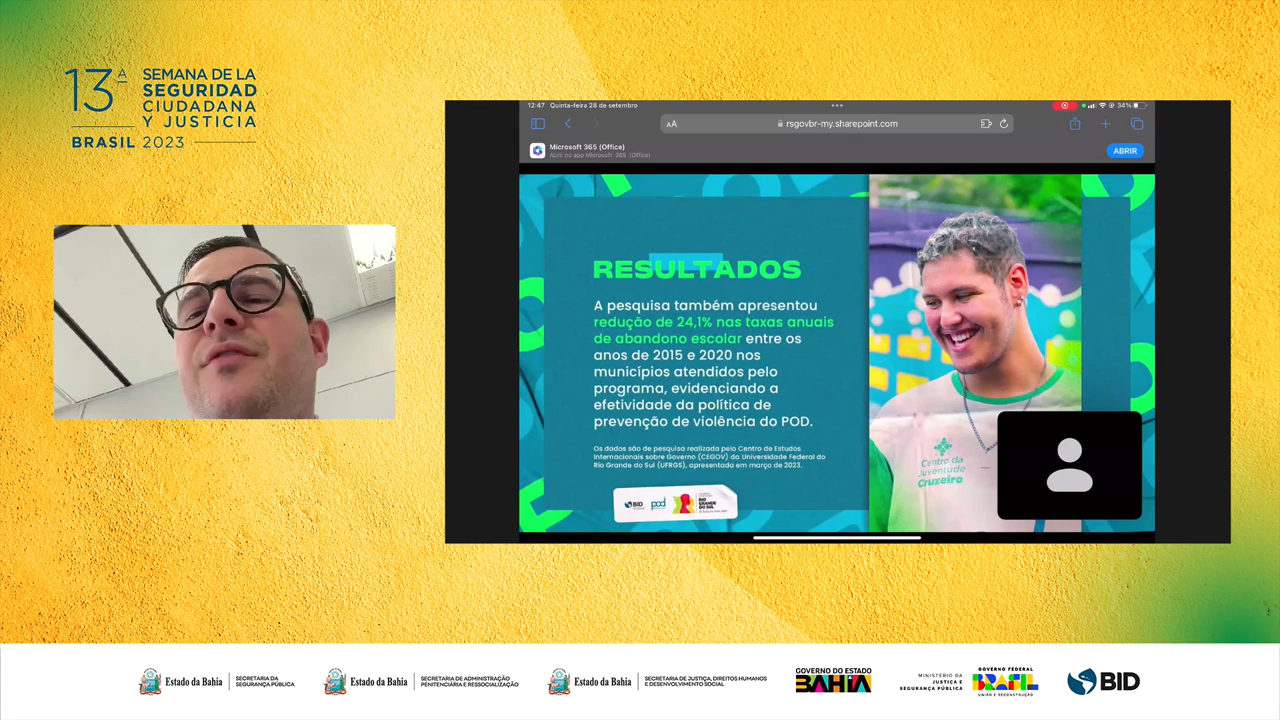 13ª SEMANA DE LA
SEGURIDAD
CIUDADANA
Y JUSTICIA
BRASIL 2023
12:47 Quinta-feira 28 de setembro
34%
AA
rsgovbr-my.sharepoint.com
Microsoft 365 (Office)
Abrir no app Microsoft 365 (Office)
ABRIR
RESULTADOS
A pesquisa também apresentou
redução de 24,1% nas taxas anuais
de abandono escolar entre os
anos de 2015 e 2020 nos
municípios atendidos pelo
programa, evidenciando a
efetividade da política de
prevenção de violência do POD.
Os dados são de pesquisa realizada pelo Centro de Estudos
Internacionais sobre Governo (CEGOV) da Universidade Federal do
Rio Grande do Sul (UFRGS), apresentada em março de 2023.
BID
pod
RIO GRANDE
DO SUL
Centro da
Juventude
Cruzeiro
Estado da Bahia
SECRETARIA DA
SEGURANÇA PÚBLICA
Estado da Bahia
SECRETARIA DE ADMINISTRAÇÃO
PENITENCIÁRIA E RESSOCIALIZAÇÃO
Estado da Bahia
SECRETARIA DE JUSTIÇA, DIREITOS HUMANOS
E DESENVOLVIMENTO SOCIAL
GOVERNO DO ESTADO
BAHIA
MINISTÉRIO DA
JUSTIÇA E
SEGURANÇA PÚBLICA
GOVERNO FEDERAL
BRASIL
UNIÃO E RECONSTRUÇÃO
BID